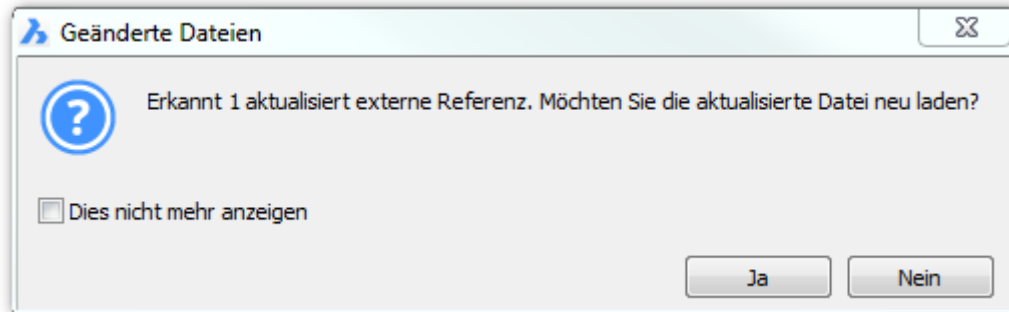 Geänderte Dateien
Erkannt 1 aktualisiert externe Referenz. Möchten Sie die aktualisierte Datei neu laden?
Dies nicht mehr anzeigen
Ja Nein